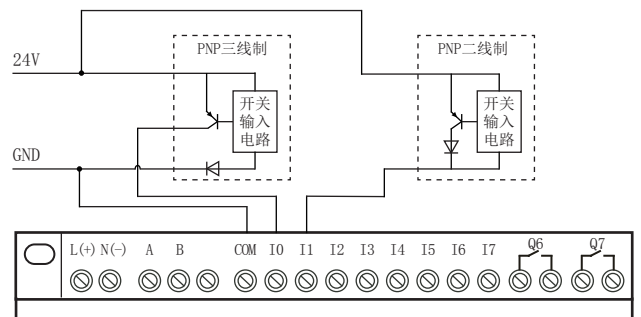 PNP三线制
PNP二线制
24V
开关
输入
电路
开关
输入
电路
GND
L(+) N(-) A B COM I0 I1 I2 I3 I4 I5 I6 I7 Q6 Q7